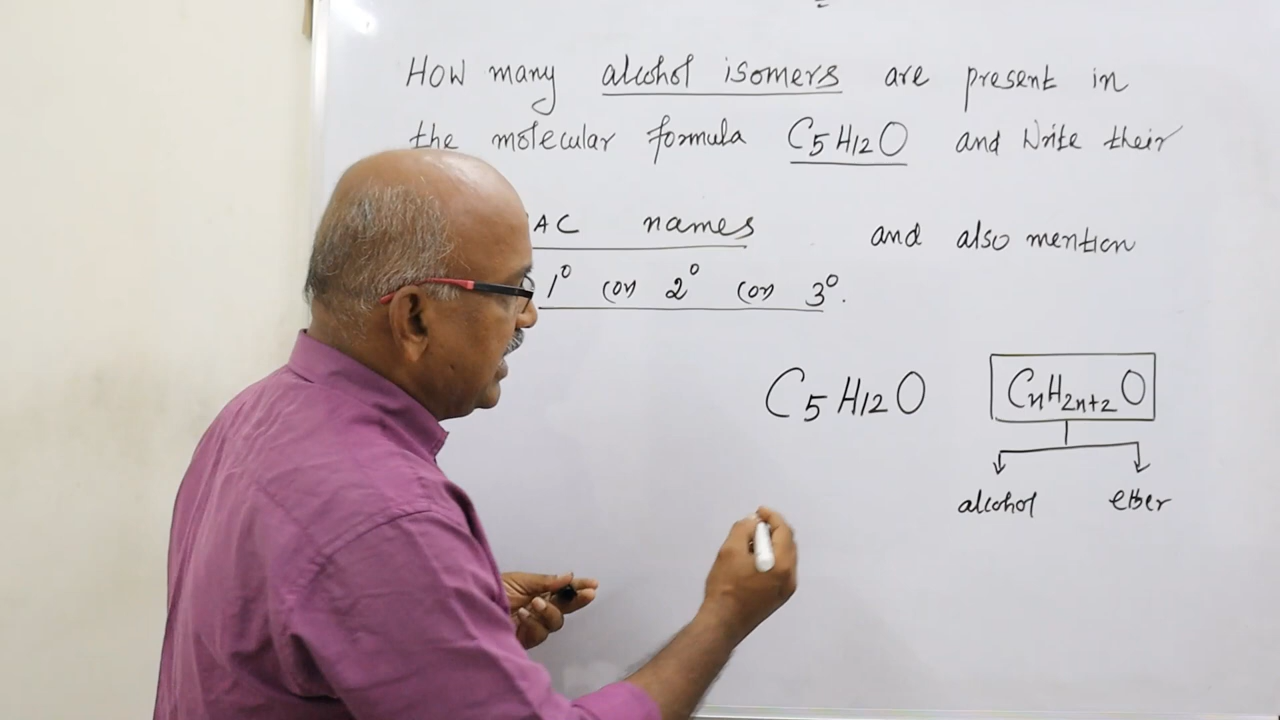 How many alcohol isomers are present in
the molecular formula C5H12O and Write their
AC names and also mention
1° (or) 2° (or) 3°.
C5H12O CnH2n+2O
alcohol ether